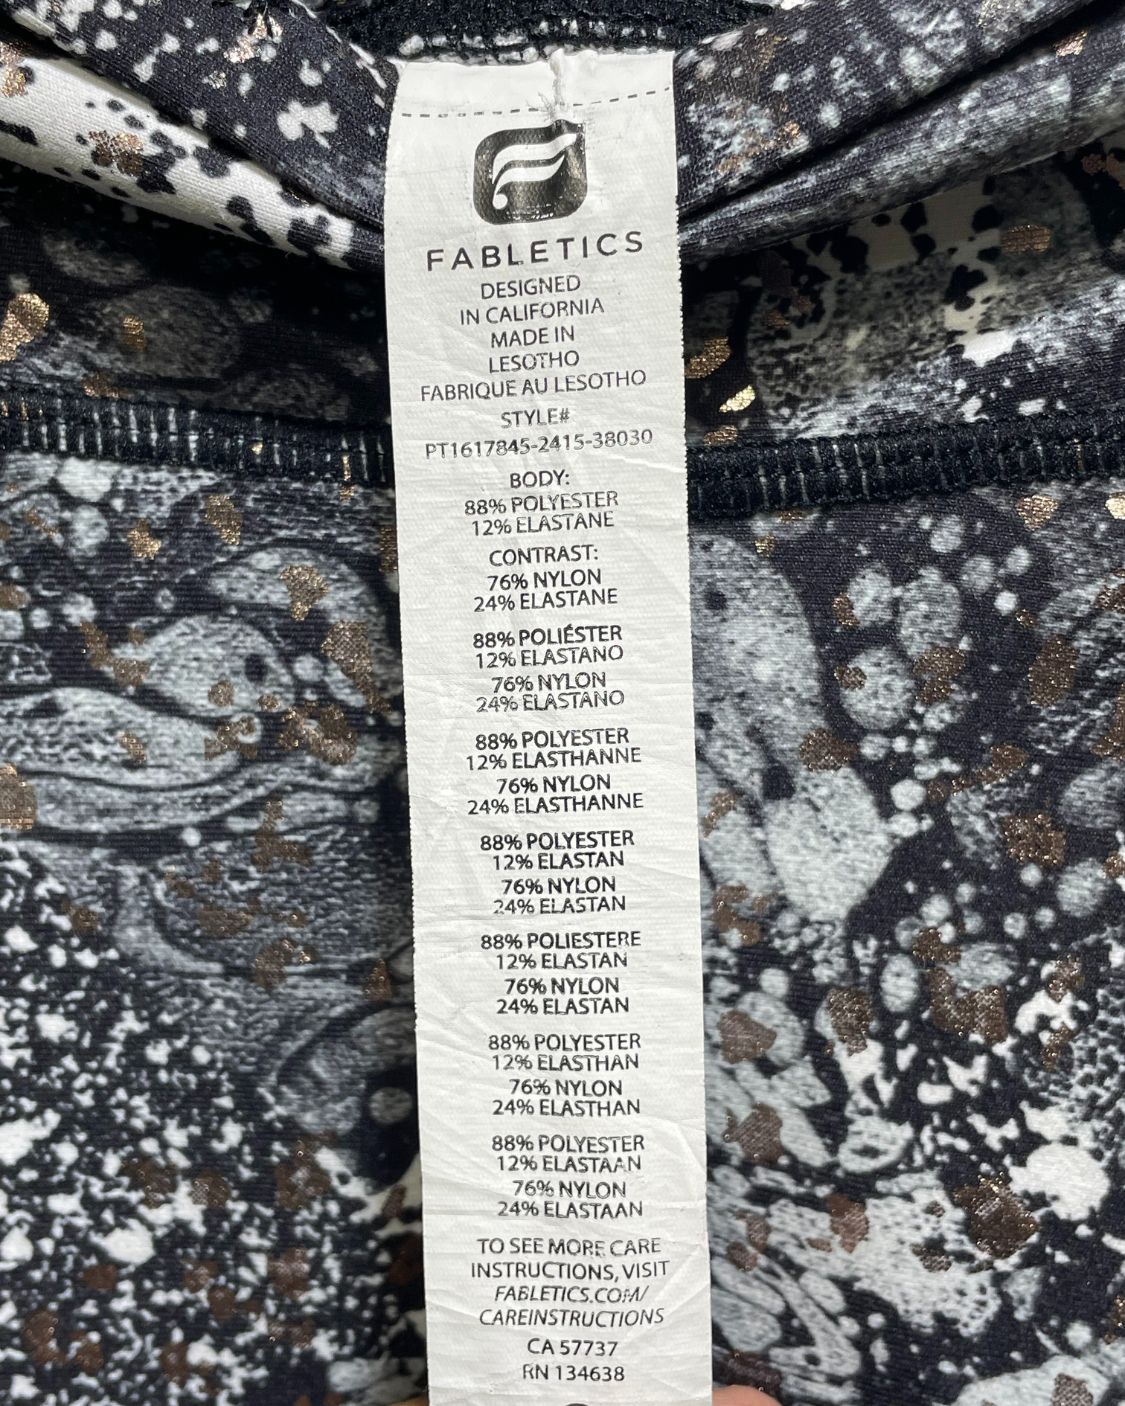 FABLETICS
DESIGNED
IN CALIFORNIA
MADE IN
LESOTHO
FABRIQUE AU LESOTHO
STYLE#
PT1617845-2415-38030
BODY:
88% POLYESTER
12% ELASTANE
CONTRAST:
76% NYLON
24% ELASTANE
88% POLIÉSTER
12% ELASTANO
76% NYLON
24% ELASTANO
88% POLYESTER
12% ELASTHANNE
76% NYLON
24% ELASTHANNE
88% POLYESTER
12% ELASTAN
76% NYLON
24% ELASTAN
88% POLIESTERE
12% ELASTAN
76% NYLON
24% ELASTAN
88% POLYESTER
12% ELASTHAN
76% NYLON
24% ELASTHAN
88% POLYESTER
12% ELASTAAN
76% NYLON
24% ELASTAAN
TO SEE MORE CARE
INSTRUCTIONS, VISIT
FABLETICS.COM/
CAREINSTRUCTIONS
CA 57737
RN 134638